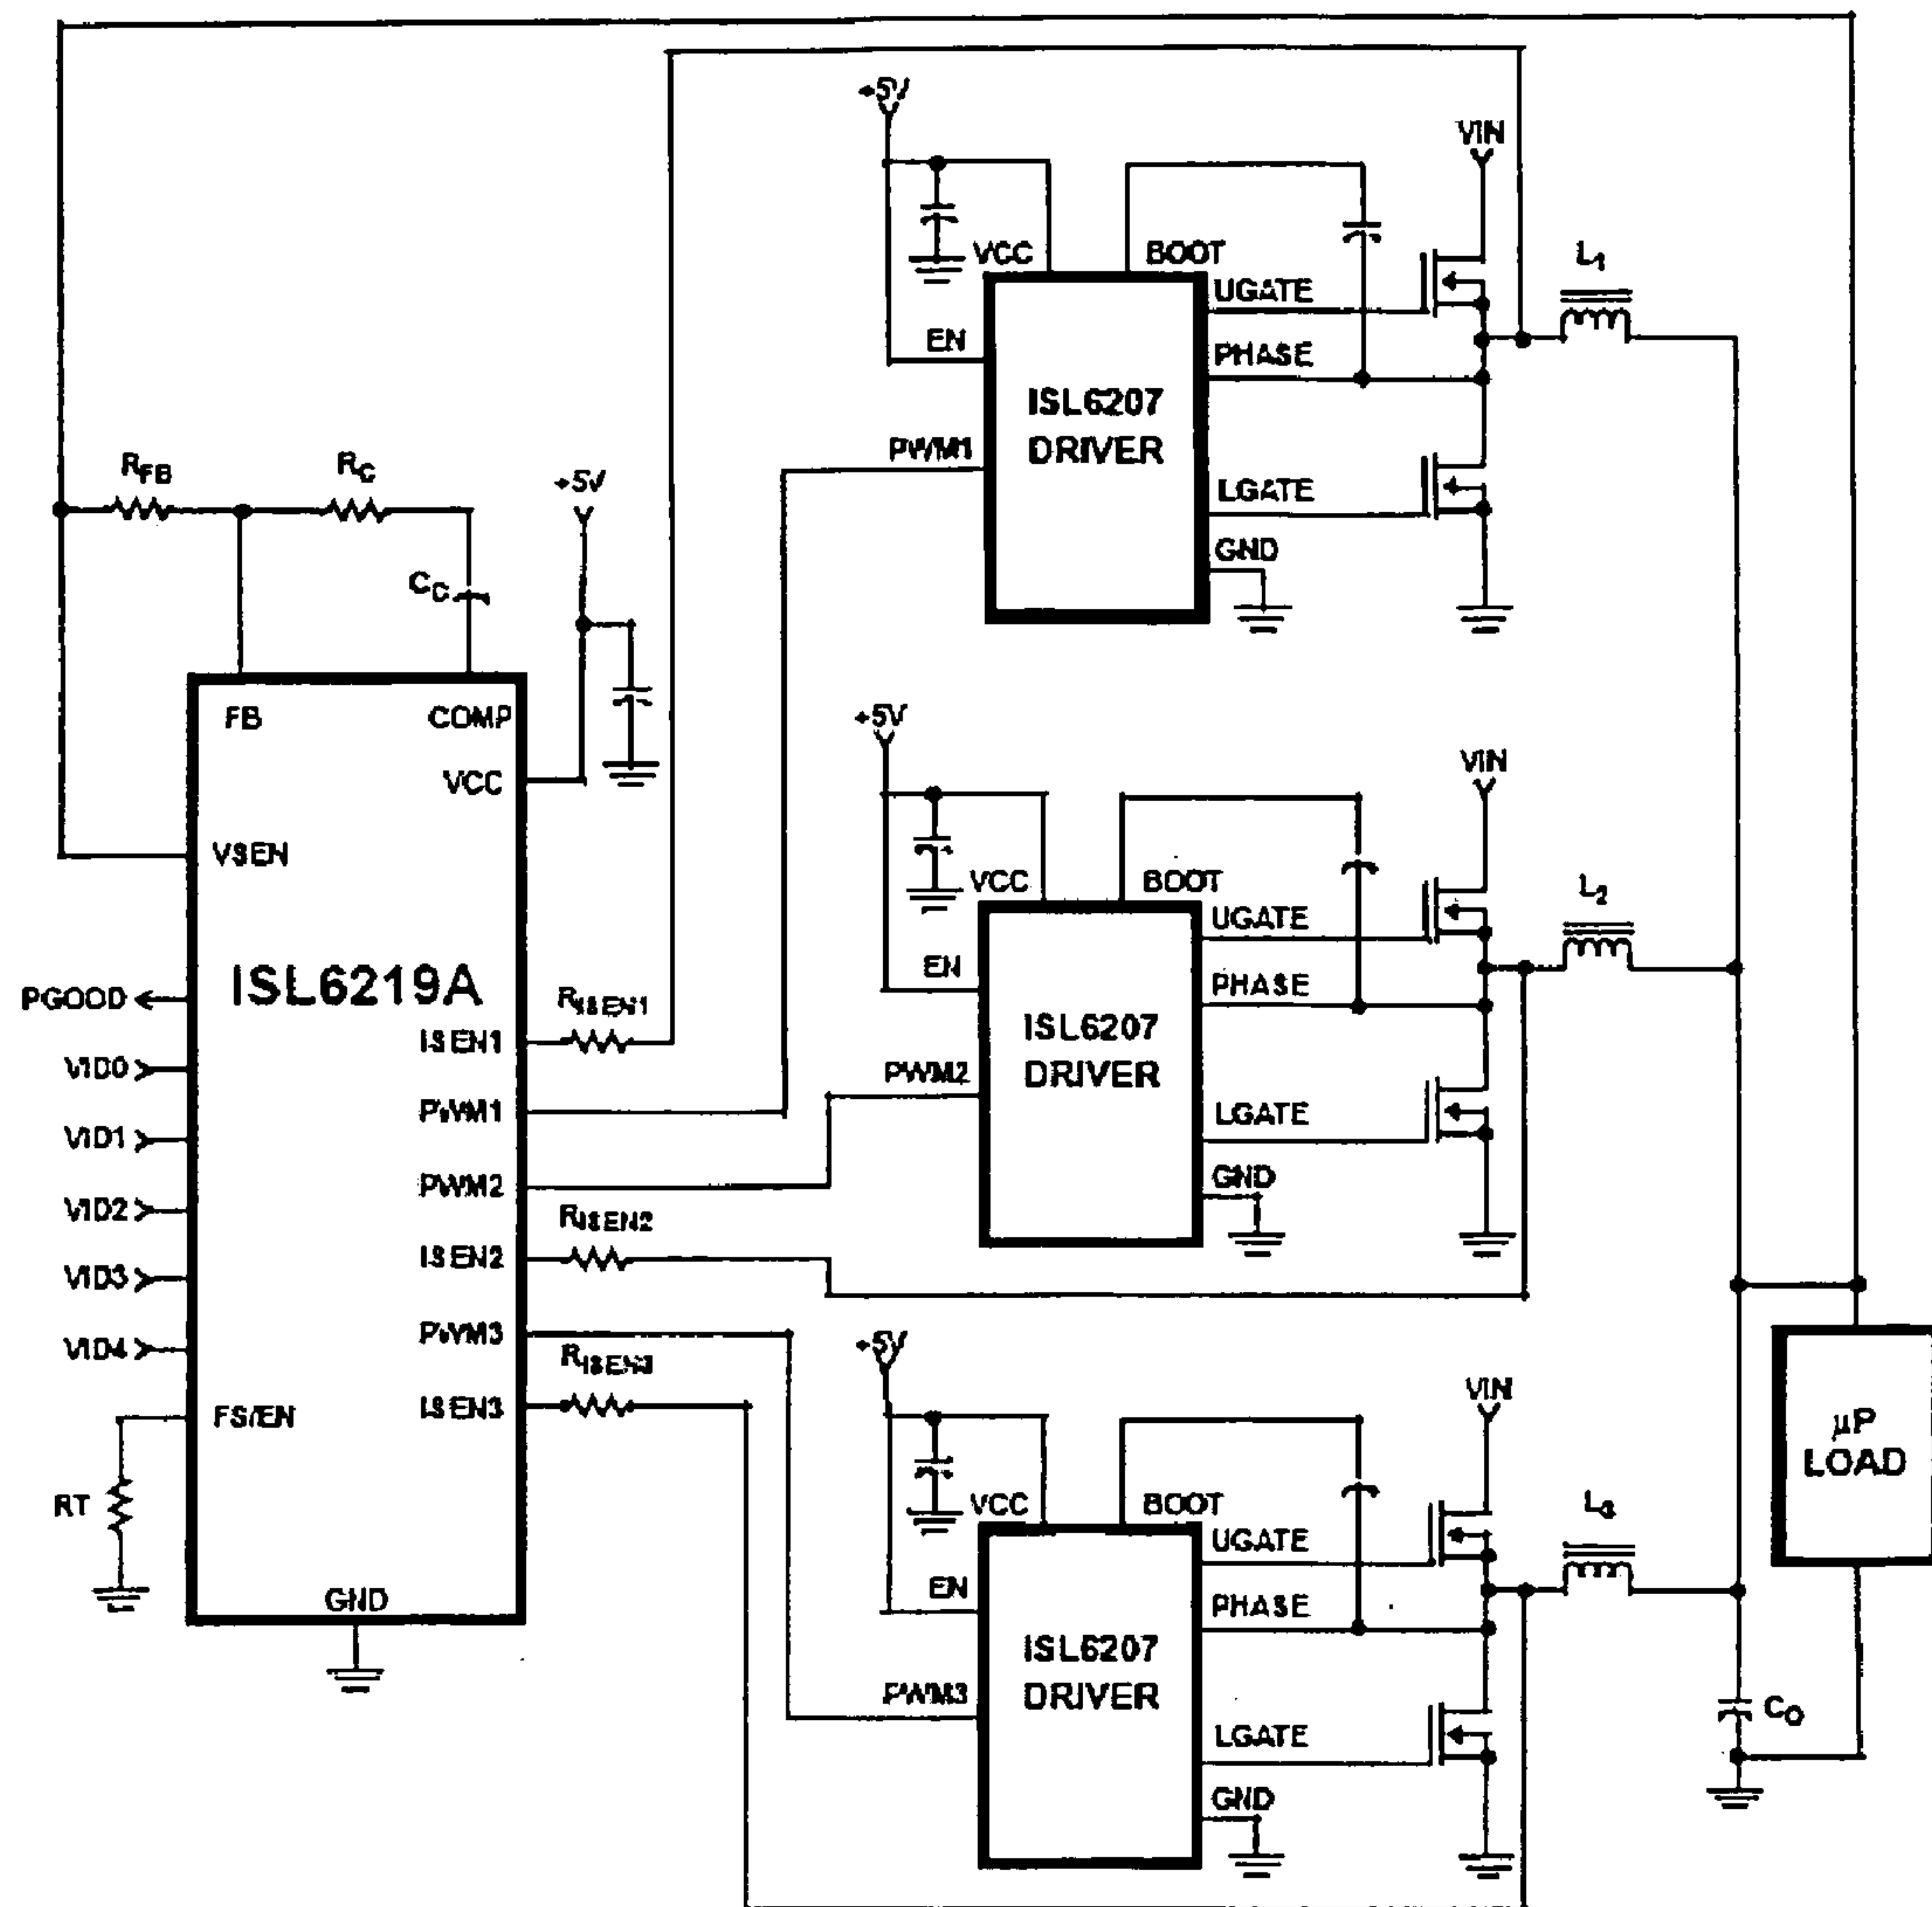 +5V
VIN
VCC
BOOT
L1
UGATE
EN
PHASE
ISL6207
DRIVER
PWM1
LGATE
GND
RFB
RC
+5V
CC
FB
COMP
VCC
VSEN
ISL6219A
PGOOD
VID0
VID1
VID2
VID3
VID4
FS/EN
RT
GND
ISEN1
RISEN1
PWM1
PWM2
RISEN2
ISEN2
PWM3
RISEN3
ISEN3
+5V
VIN
VCC
BOOT
L2
UGATE
EN
PHASE
ISL6207
DRIVER
PWM2
LGATE
GND
+5V
VIN
VCC
BOOT
L3
UGATE
EN
PHASE
ISL6207
DRIVER
PWM3
LGATE
GND
µP
LOAD
CO